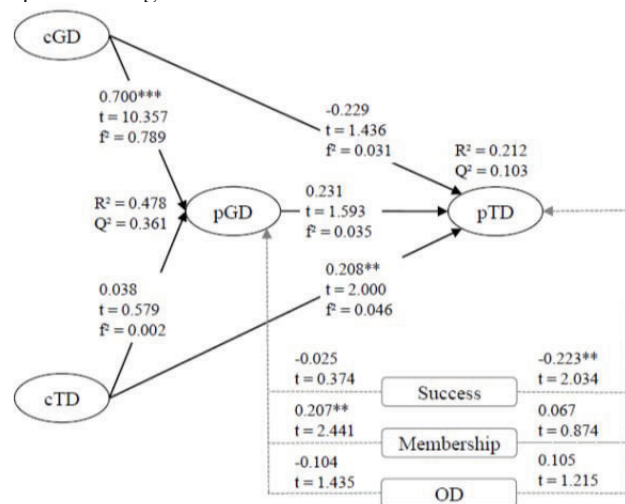 cGD
0.700***
t = 10.357
f² = 0.789
-0.229
t = 1.436
f² = 0.031
R² = 0.212
Q² = 0.103
R² = 0.478
Q² = 0.361
pGD
0.231
t = 1.593
f² = 0.035
pTD
0.038
t = 0.579
f² = 0.002
0.208**
t = 2.000
f² = 0.046
cTD
-0.025
t = 0.374
Success
-0.223**
t = 2.034
0.207**
t = 2.441
Membership
0.067
t = 0.874
-0.104
t = 1.435
OD
0.105
t = 1.215